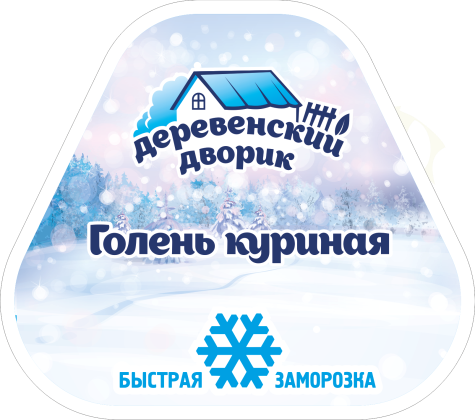 деревенский
дворик
Голень куриная
БЫСТРАЯ ЗАМОРОЗКА